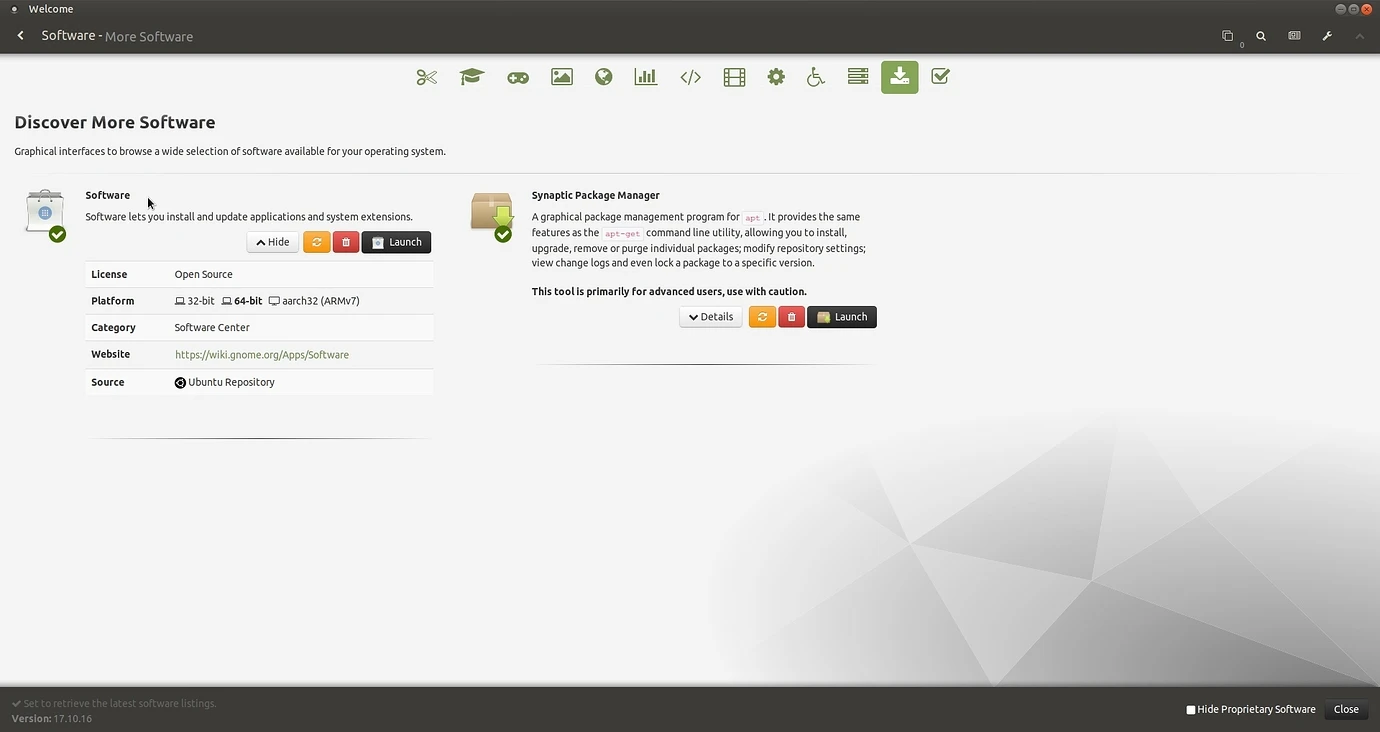 Welcome
Software - More Software
0
Discover More Software
Graphical interfaces to browse a wide selection of software available for your operating system.
Software
Software lets you install and update applications and system extensions.
Hide
Launch
License Open Source
Platform 32-bit 64-bit aarch32 (ARMv7)
Category Software Center
Website https://wiki.gnome.org/Apps/Software
Source Ubuntu Repository
Synaptic Package Manager
A graphical package management program for apt . It provides the same
features as the apt-get command line utility, allowing you to install,
upgrade, remove or purge individual packages; modify repository settings;
view change logs and even lock a package to a specific version.
This tool is primarily for advanced users, use with caution.
Details
Launch
Set to retrieve the latest software listings.
Version: 17.10.16
Hide Proprietary Software
Close